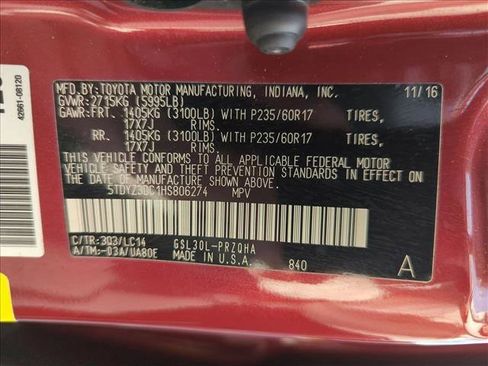 42661-08120
MFD. BY: TOYOTA MOTOR MANUFACTURING, INDIANA, INC. 11/16
GVWR: 2715KG (5995LB)
GAWR: FRT. 1405KG (3100LB) WITH P235/60R17 TIRES,
17X7J RIMS.
RR. 1405KG (3100LB) WITH P235/60R17 TIRES,
17X7J RIMS.
THIS VEHICLE CONFORMS TO ALL APPLICABLE FEDERAL MOTOR
VEHICLE SAFETY AND THEFT PREVENTION STANDARDS IN
EFFECT ON THE DATE OF MANUFACTURE SHOWN ABOVE.
MPV
C/TR: 3Q3/LC14 GSL30L-PRZQHA
A/TM: -03A/UA80E MADE IN U.S.A. 840 A